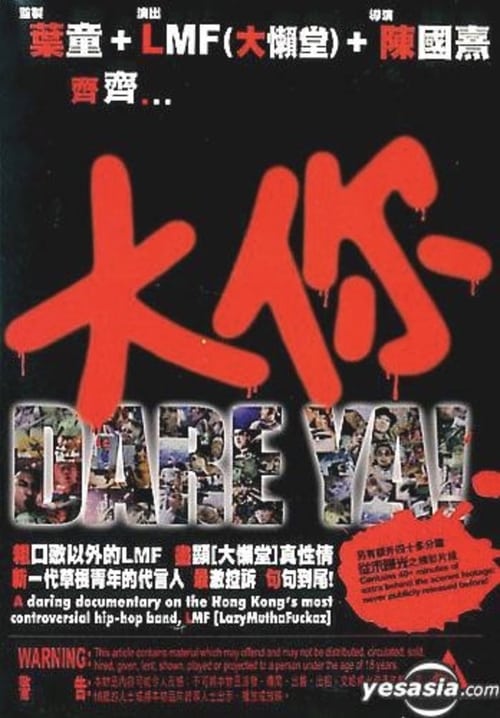 監製 演出 導演
葉童 + LMF(大懶堂) + 陳國熹
齊齊...
大你
DARE YA!
粗口歌以外的LMF 盡顯[大懶堂]真性情
新一代草根青年的代言人 最激控訴 句句到尾!
A daring documentary on the Hong Kong's most
controversial hip-hop band, LMF [LazyMuthaFuckaz]
另有額外四十多分鐘
從未曝光之幕後片段
Contains 40+ minutes of
extra behind the scenes footage
never publicly released before!
WARNING: This article contains material which may offend and may not be distributed, circulated, sold,
hired, given, lent, shown, played or projected to a person under the age of 18 years.
警告:
yesasia.com